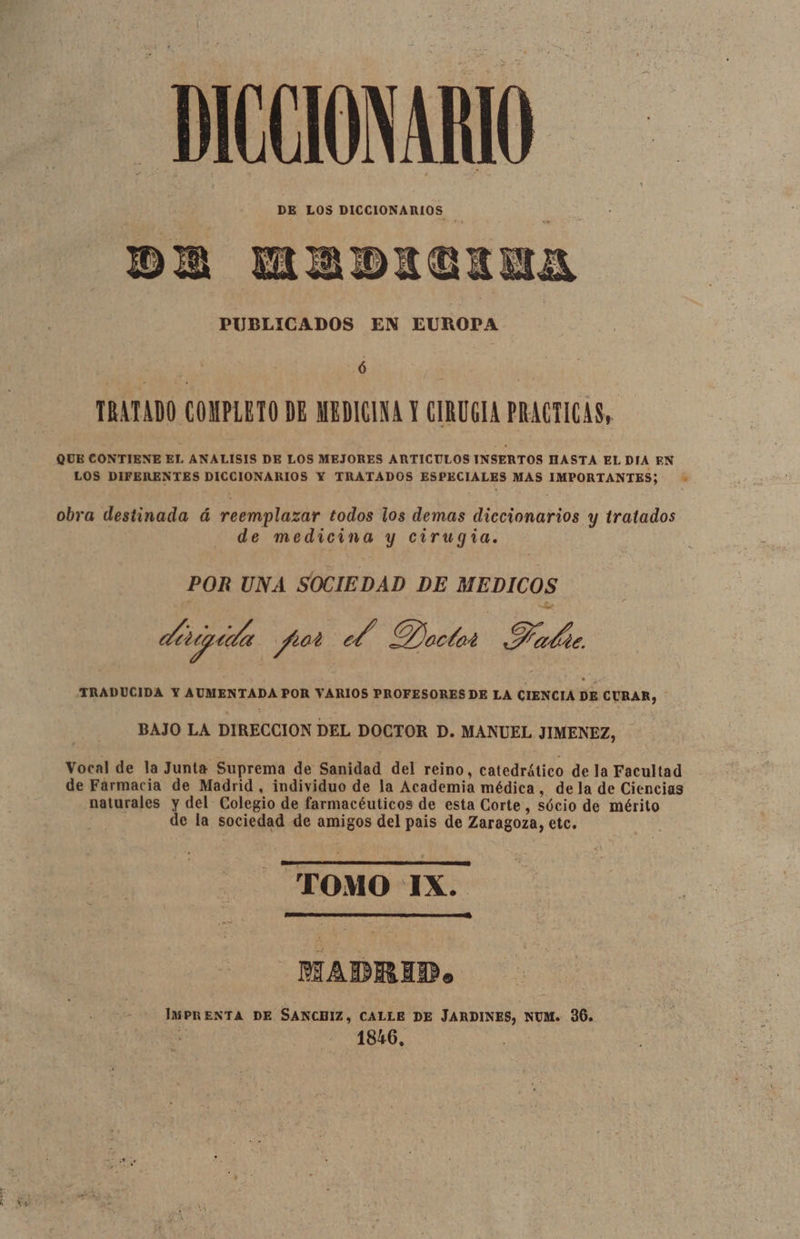 DICCIONARIO
DE LOS DICCIONARIOS
DE MEDICINA
PUBLICADOS EN EUROPA
ó
TRATADO COMPLETO DE MEDICINA Y CIRUGIA PRACTICAS,
QUE CONTIENE EL ANALISIS DE LOS MEJORES ARTICULOS INSERTOS HASTA EL DIA EN
LOS DIFERENTES DICCIONARIOS Y TRATADOS ESPECIALES MAS IMPORTANTES;
obra destinada á reemplazar todos los demas diccionarios y tratados
de medicina y cirugia.
POR UNA SOCIEDAD DE MEDICOS
dirigida por el Doctor Fabre.
TRADUCIDA Y AUMENTADA POR VARIOS PROFESORES DE LA CIENCIA DE CURAR,
BAJO LA DIRECCION DEL DOCTOR D. MANUEL JIMENEZ,
Vocal de la Junta Suprema de Sanidad del reino, catedrático de la Facultad
de Farmacia de Madrid, individuo de la Academia médica, de la de Ciencias
naturales y del Colegio de farmacéuticos de esta Corte, sócio de mérito
de la sociedad de amigos del pais de Zaragoza, etc.
TOMO IX.
MADRID.
IMPRENTA DE SANCHIZ, CALLE DE JARDINES, NUM. 36.
1846.